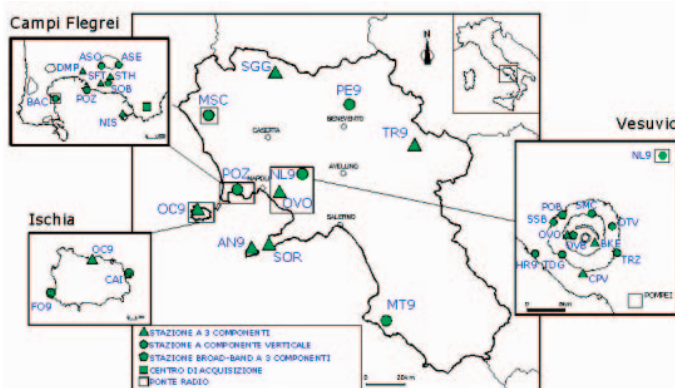 Campi Flegrei
ASO
ASE
DMP
SFT
STH
SOB
BAC
POZ
NIS
SGG
PE9
MSC
BENEVENTO
CASERTA
TR9
Vesuvio
NL9
POZ
NAPOLI
NL9
AVELLINO
OVO
OC9
Ischia
AN9
SOR
SALERNO
OC9
CAI
FO9
MT9
POB
SMC
SSB
OTV
OVO
OVB
BKE
HR9
TDG
TRZ
CPV
POMPEI
STAZIONE A 3 COMPONENTI
STAZIONE A COMPONENTE VERTICALE
STAZIONE BROAD-BAND A 3 COMPONENTI
CENTRO DI ACQUISIZIONE
PONTE RADIO